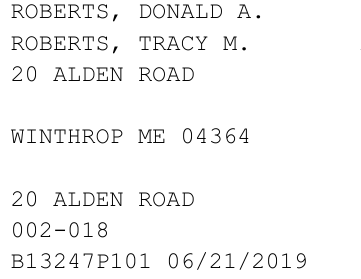 ROBERTS, DONALD A.
ROBERTS, TRACY M.
20 ALDEN ROAD
WINTHROP ME 04364
20 ALDEN ROAD
002-018
B13247P101 06/21/2019